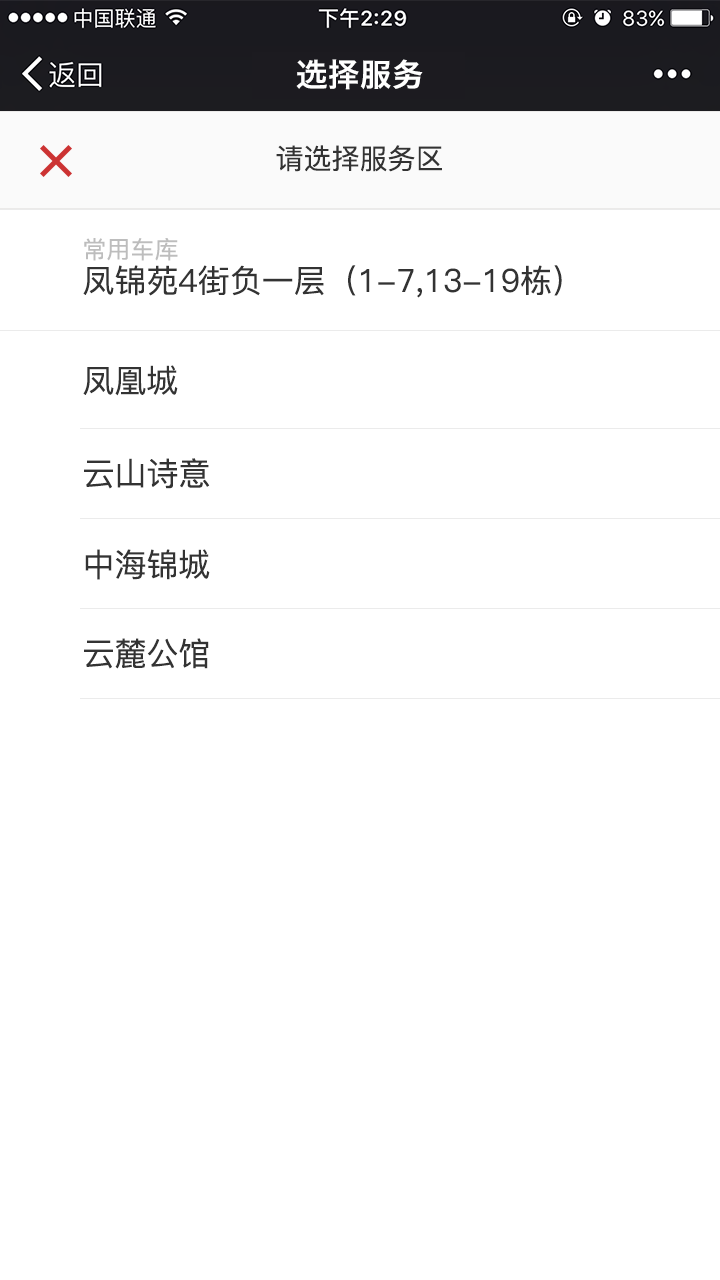 中国联通 下午2:29 83%
返回 选择服务
请选择服务区
常用车库
凤锦苑4街负一层（1-7,13-19栋）
凤凰城
云山诗意
中海锦城
云麓公馆